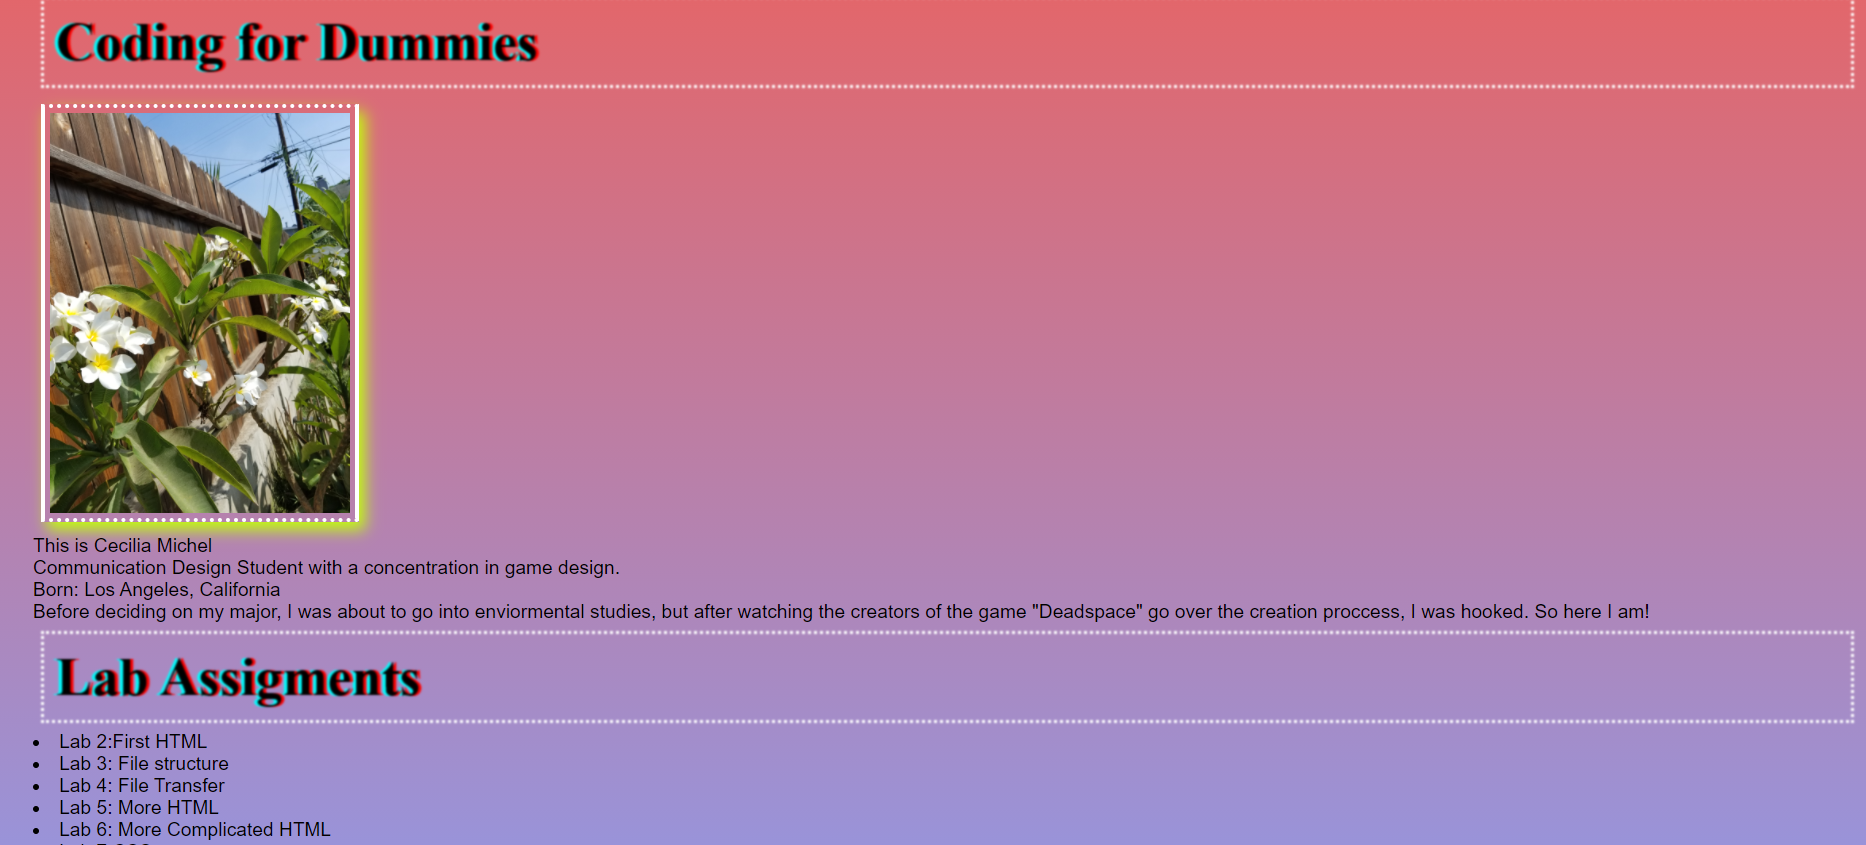 Coding for Dummies
This is Cecilia Michel
Communication Design Student with a concentration in game design.
Born: Los Angeles, California
Before deciding on my major, I was about to go into enviormental studies, but after watching the creators of the game "Deadspace" go over the creation proccess, I was hooked. So here I am!
Lab Assigments
Lab 2:First HTML
Lab 3: File structure
Lab 4: File Transfer
Lab 5: More HTML
Lab 6: More Complicated HTML